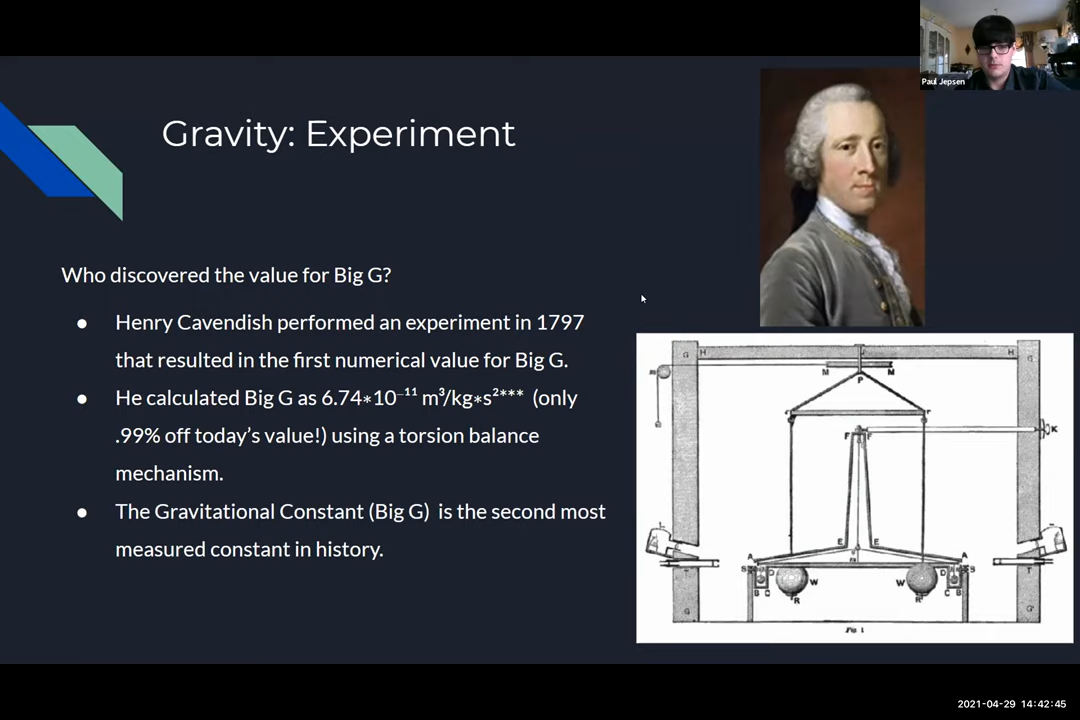 Paul Jepsen
Gravity: Experiment
Who discovered the value for Big G?
● Henry Cavendish performed an experiment in 1797
that resulted in the first numerical value for Big G.
● He calculated Big G as 6.74*10⁻¹¹ m³/kg*s²*** (only
.99% off today's value!) using a torsion balance
mechanism.
● The Gravitational Constant (Big G) is the second most
measured constant in history.
G H H G
m M M
P
r r
F F K
E E
A A
S D D S
T T
B C W W C B
R R
G G
Fig 1
2021-04-29 14:42:45